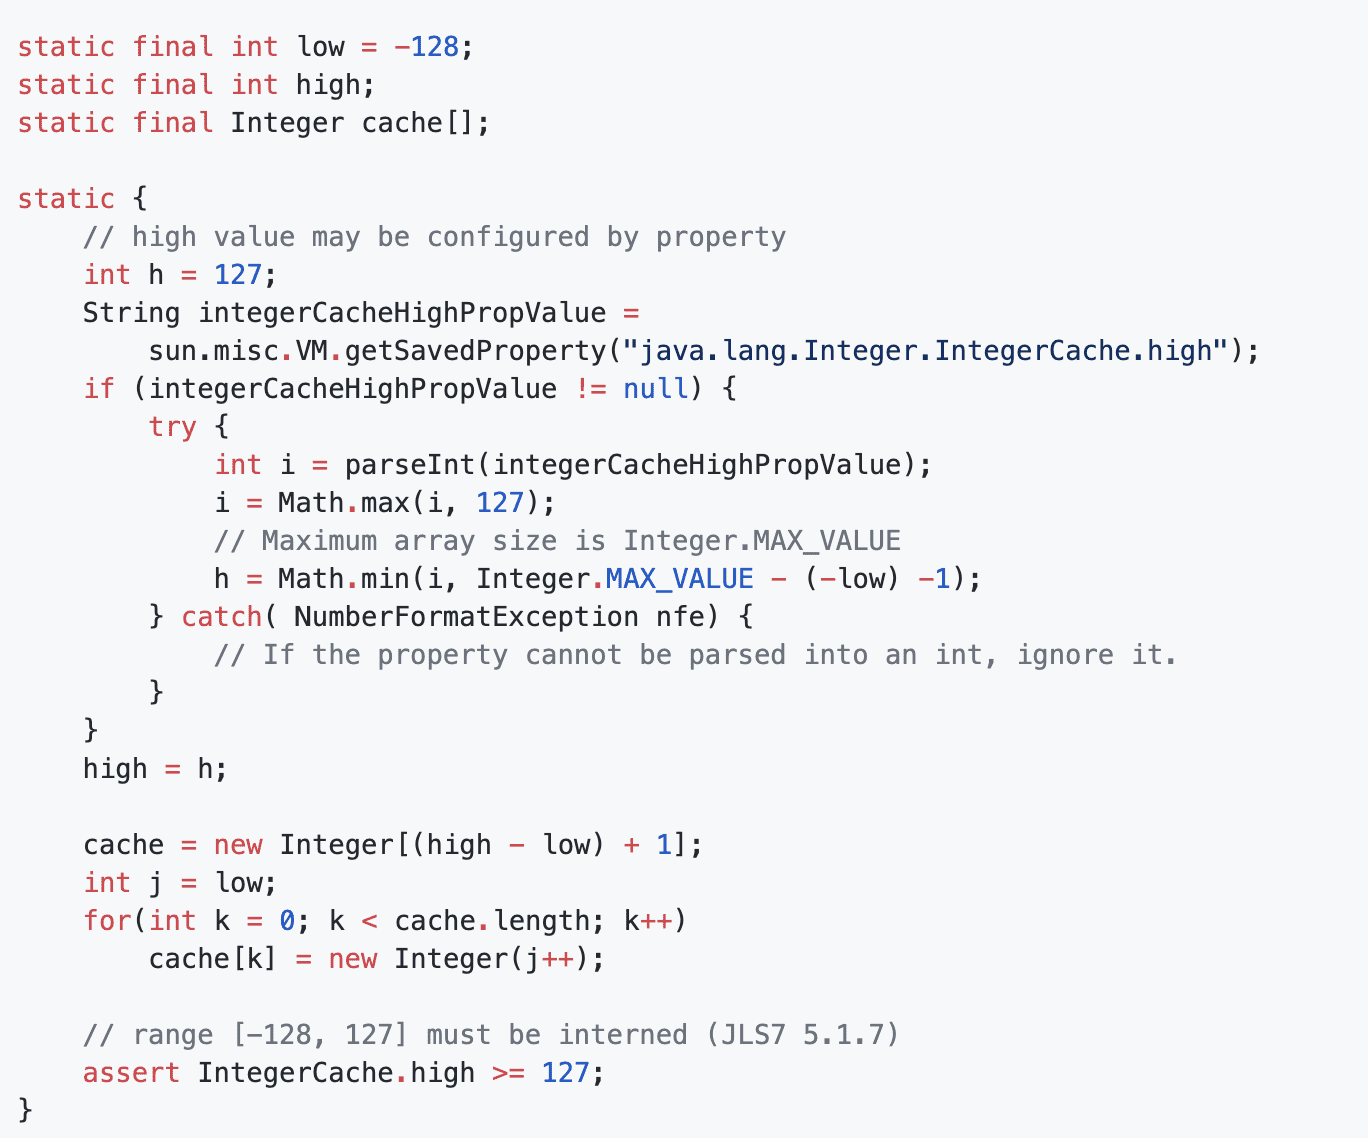 static final int low = -128;
static final int high;
static final Integer cache[];

static {
    // high value may be configured by property
    int h = 127;
    String integerCacheHighPropValue =
        sun.misc.VM.getSavedProperty("java.lang.Integer.IntegerCache.high");
    if (integerCacheHighPropValue != null) {
        try {
            int i = parseInt(integerCacheHighPropValue);
            i = Math.max(i, 127);
            // Maximum array size is Integer.MAX_VALUE
            h = Math.min(i, Integer.MAX_VALUE - (-low) -1);
        } catch( NumberFormatException nfe) {
            // If the property cannot be parsed into an int, ignore it.
        }
    }
    high = h;

    cache = new Integer[(high - low) + 1];
    int j = low;
    for(int k = 0; k < cache.length; k++)
        cache[k] = new Integer(j++);

    // range [-128, 127] must be interned (JLS7 5.1.7)
    assert IntegerCache.high >= 127;
}